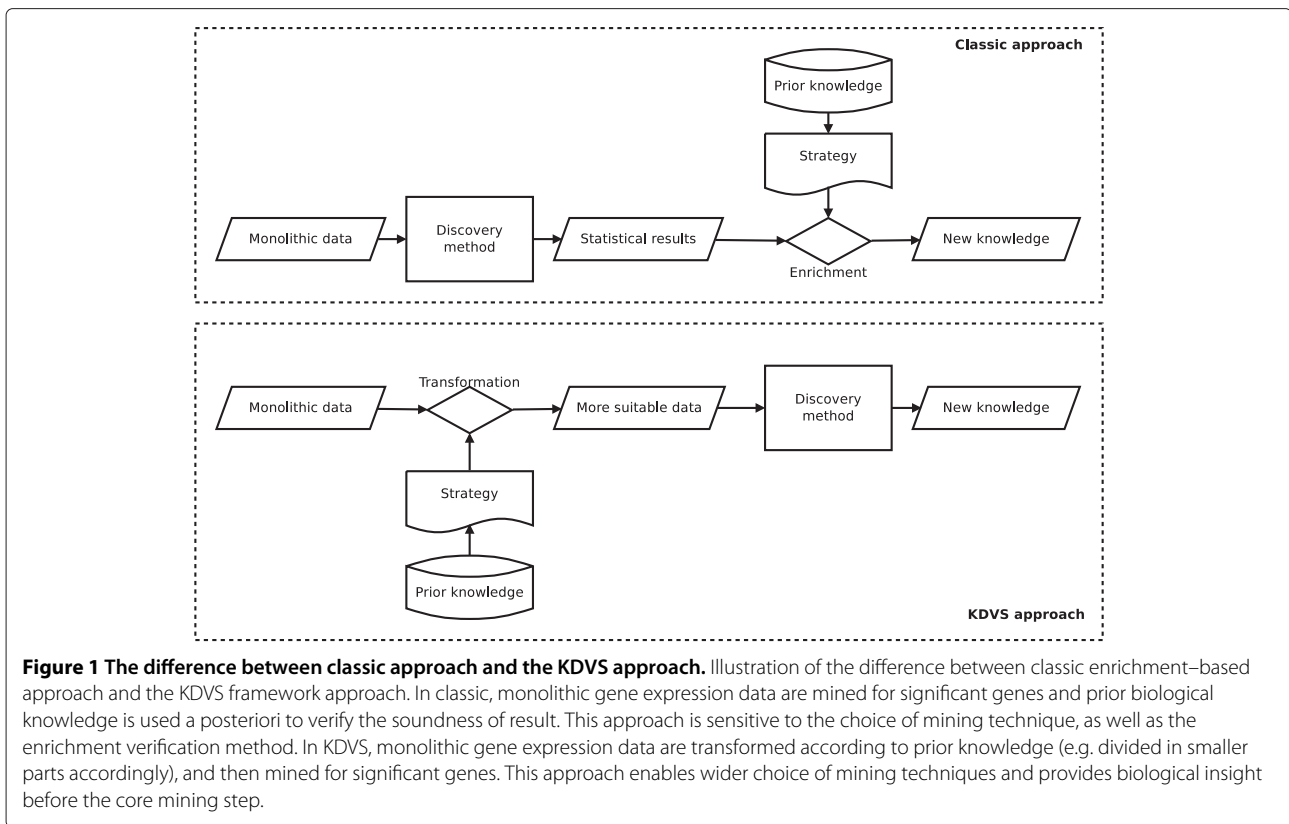 Classic approach
Prior knowledge
Strategy
Monolithic data
Discovery
method
Statistical results
Enrichment
New knowledge
Monolithic data
Transformation
More suitable data
Discovery
method
New knowledge
Strategy
Prior knowledge
KDVS approach
Figure 1 The difference between classic approach and the KDVS approach. Illustration of the difference between classic enrichment–based
approach and the KDVS framework approach. In classic, monolithic gene expression data are mined for significant genes and prior biological
knowledge is used a posteriori to verify the soundness of result. This approach is sensitive to the choice of mining technique, as well as the
enrichment verification method. In KDVS, monolithic gene expression data are transformed according to prior knowledge (e.g. divided in smaller
parts accordingly), and then mined for significant genes. This approach enables wider choice of mining techniques and provides biological insight
before the core mining step.